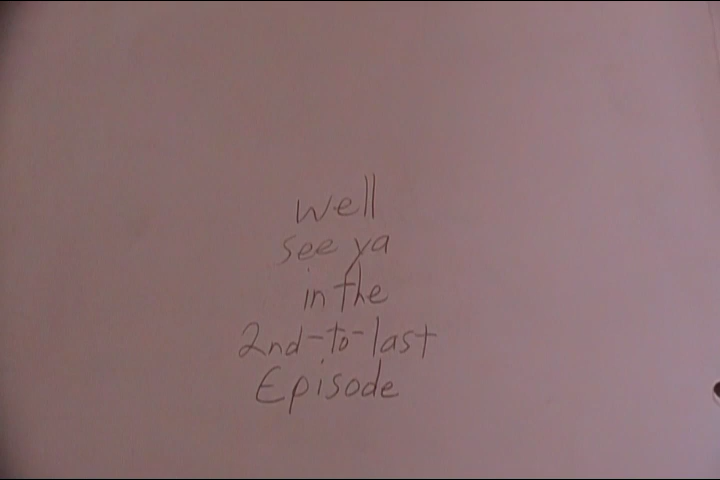 Well
see ya
in the
2nd-to-last
Episode